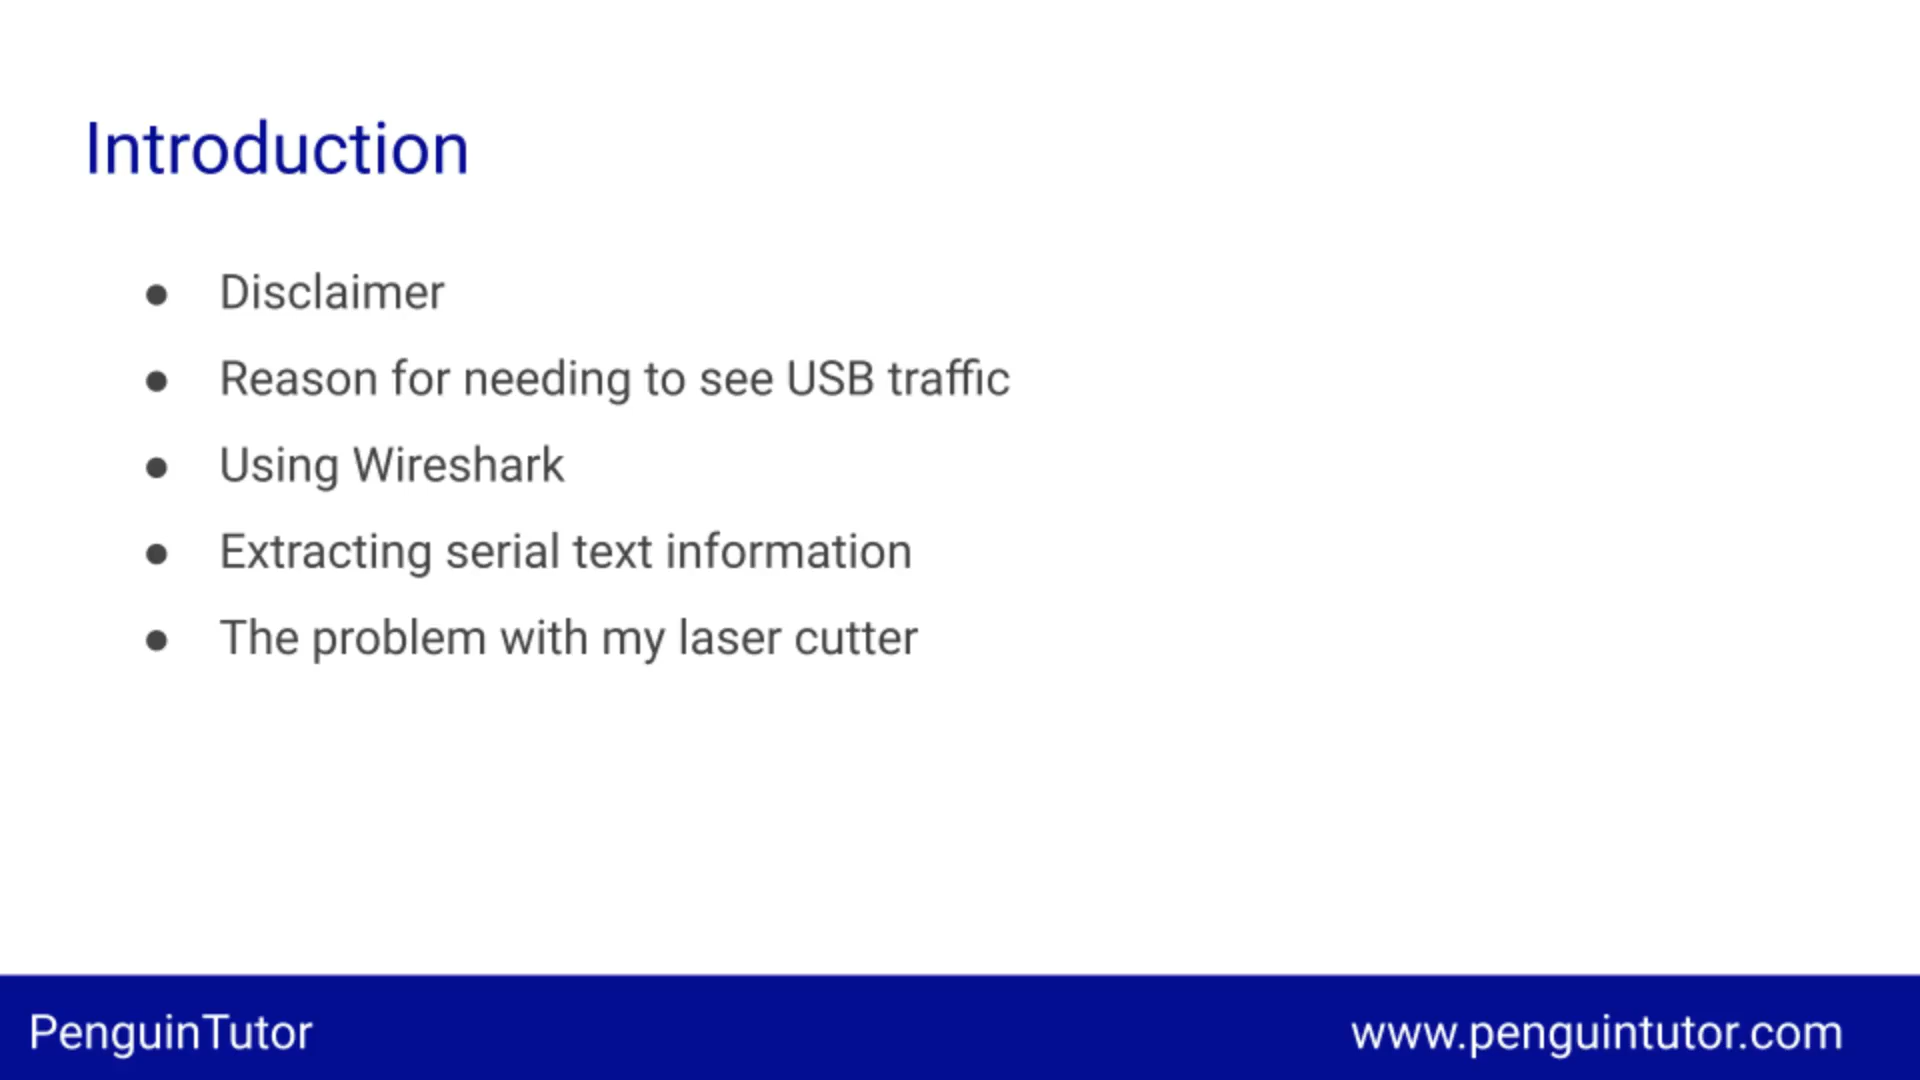 Introduction
● Disclaimer
● Reason for needing to see USB traffic
● Using Wireshark
● Extracting serial text information
● The problem with my laser cutter
PenguinTutor
www.penguintutor.com